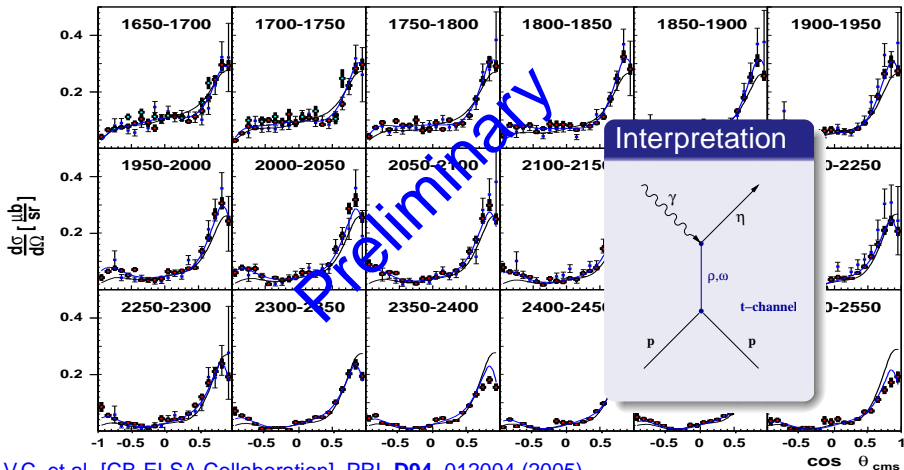 1650-1700 1700-1750 1750-1800 1800-1850 1850-1900 1900-1950
0.4
0.2
1950-2000 2000-2050 2050-2100 2100-2150 -2250
0.4
0.2
2250-2300 2300-2350 2350-2400 2400-2450 -2550
0.4
0.2
dσ/dΩ [μb/sr]
-1 -0.5 0 0.5 -0.5 0 0.5 -0.5 0 0.5 -0.5 0 0.5 -0.5 0 0.5 -0.5 0 0.5 1
cos θ cms
Preliminary
Interpretation
γ
η
ρ,ω
t-channel
p p
V.C. et al. [CB-ELSA Collaboration], PRL D94, 012004 (2005)